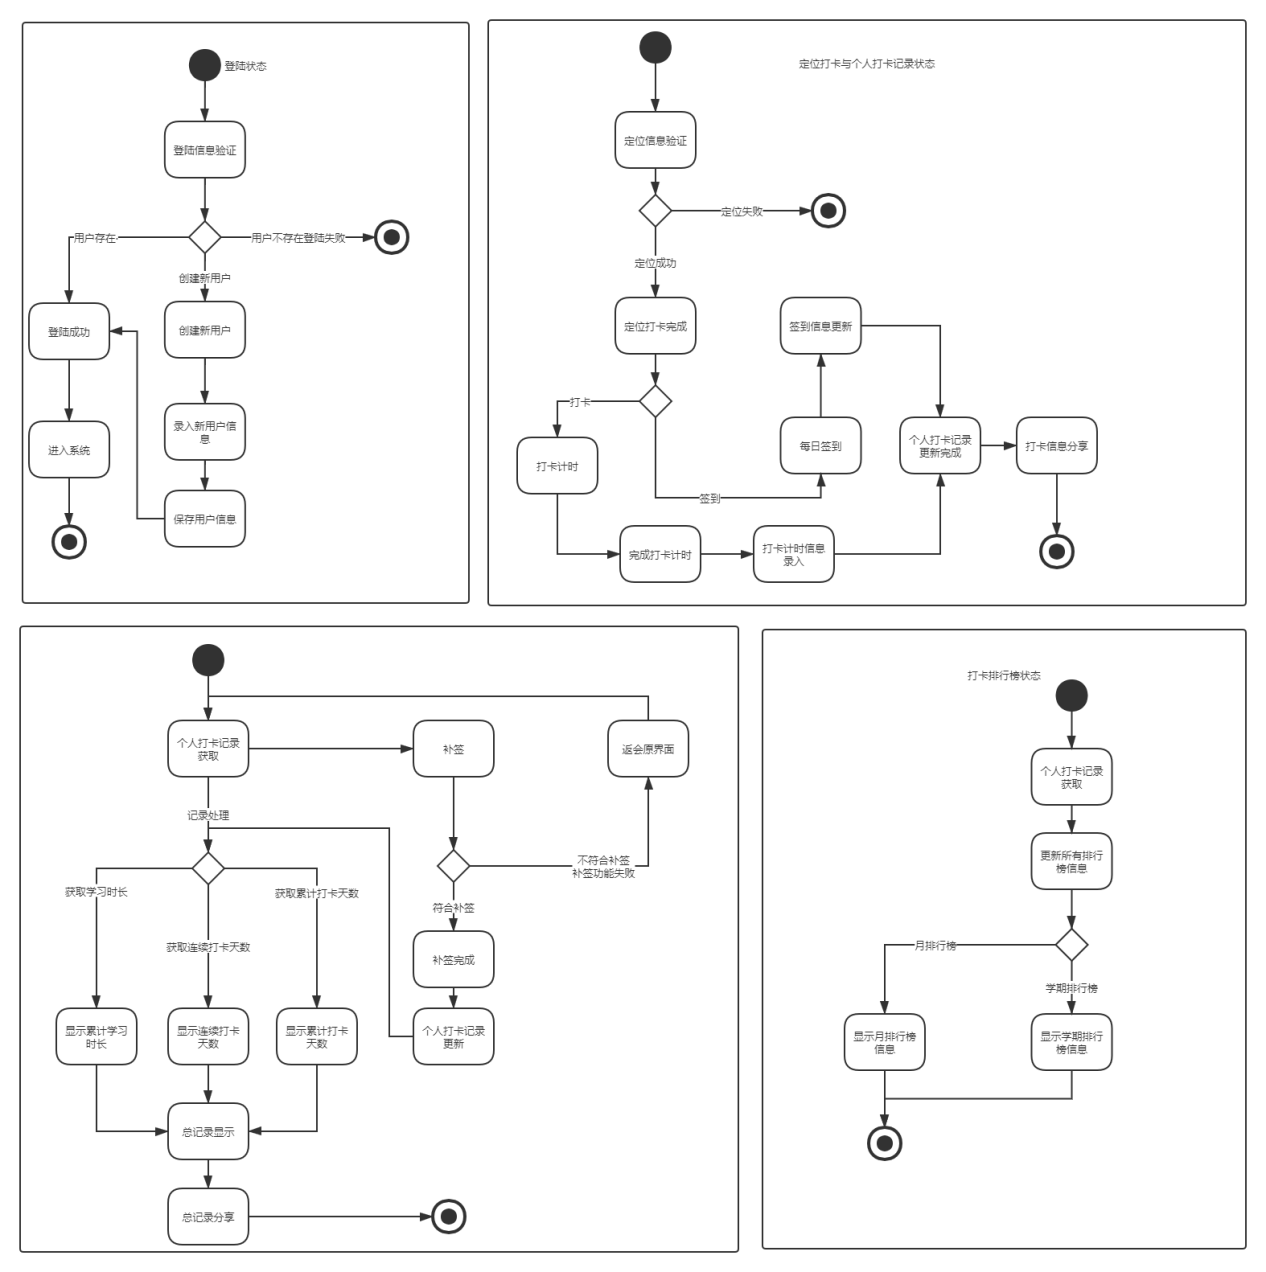 登陆状态
登陆信息验证
用户存在
用户不存在登陆失败
创建新用户
登陆成功
创建新用户
录入新用户信
息
进入系统
保存用户信息
定位打卡与个人打卡记录状态
定位信息验证
定位失败
定位成功
定位打卡完成
签到信息更新
打卡
打卡计时
每日签到
个人打卡记录
更新完成
打卡信息分享
签到
完成打卡计时
打卡计时信息
录入
个人打卡记录
获取
补签
返会原界面
记录处理
不符合补签
补签功能失败
获取学习时长
获取累计打卡天数
符合补签
获取连续打卡天数
补签完成
显示累计学习
时长
显示连续打卡
天数
显示累计打卡
天数
个人打卡记录
更新
总记录显示
总记录分享
打卡排行榜状态
个人打卡记录
获取
更新所有排行
榜信息
月排行榜
学期排行榜
显示月排行榜
信息
显示学期排行
榜信息